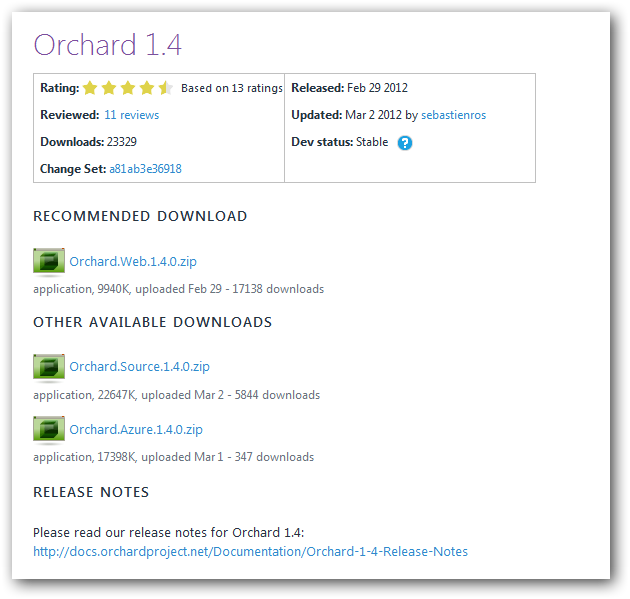 Orchard 1.4
Rating: Based on 13 ratings
Released: Feb 29 2012
Reviewed: 11 reviews
Updated: Mar 2 2012 by sebastienros
Downloads: 23329
Dev status: Stable ?
Change Set: a81ab3e36918
RECOMMENDED DOWNLOAD
Orchard.Web.1.4.0.zip
application, 9940K, uploaded Feb 29 - 17138 downloads
OTHER AVAILABLE DOWNLOADS
Orchard.Source.1.4.0.zip
application, 22647K, uploaded Mar 2 - 5844 downloads
Orchard.Azure.1.4.0.zip
application, 17398K, uploaded Mar 1 - 347 downloads
RELEASE NOTES
Please read our release notes for Orchard 1.4:
http://docs.orchardproject.net/Documentation/Orchard-1-4-Release-Notes